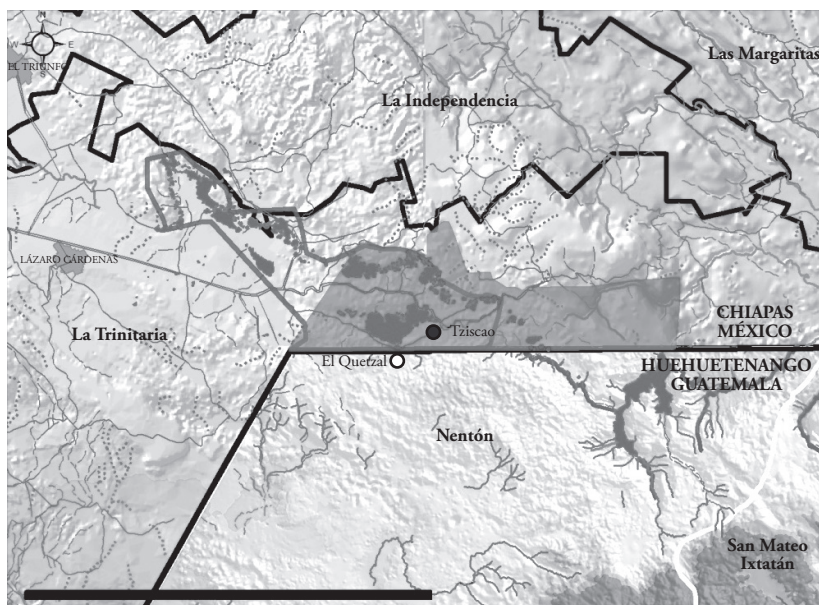 N
W
E
S
EL TRIUNFO
Las Margaritas
La Independencia
LÁZARO CÁRDENAS
La Trinitaria
CHIAPAS
MÉXICO
Tziscao
El Quetzal
HUEHUETENANGO
GUATEMALA
Nentón
San Mateo
Ixtatán